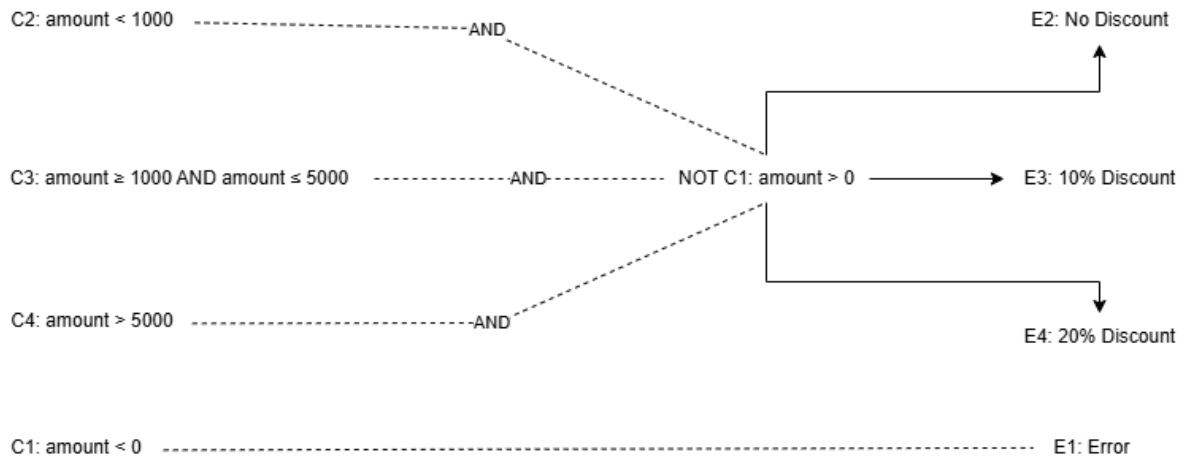 C2: amount < 1000
AND
E2: No Discount
C3: amount ≥ 1000 AND amount ≤ 5000
AND
NOT C1: amount > 0
E3: 10% Discount
C4: amount > 5000
AND
E4: 20% Discount
C1: amount < 0
E1: Error